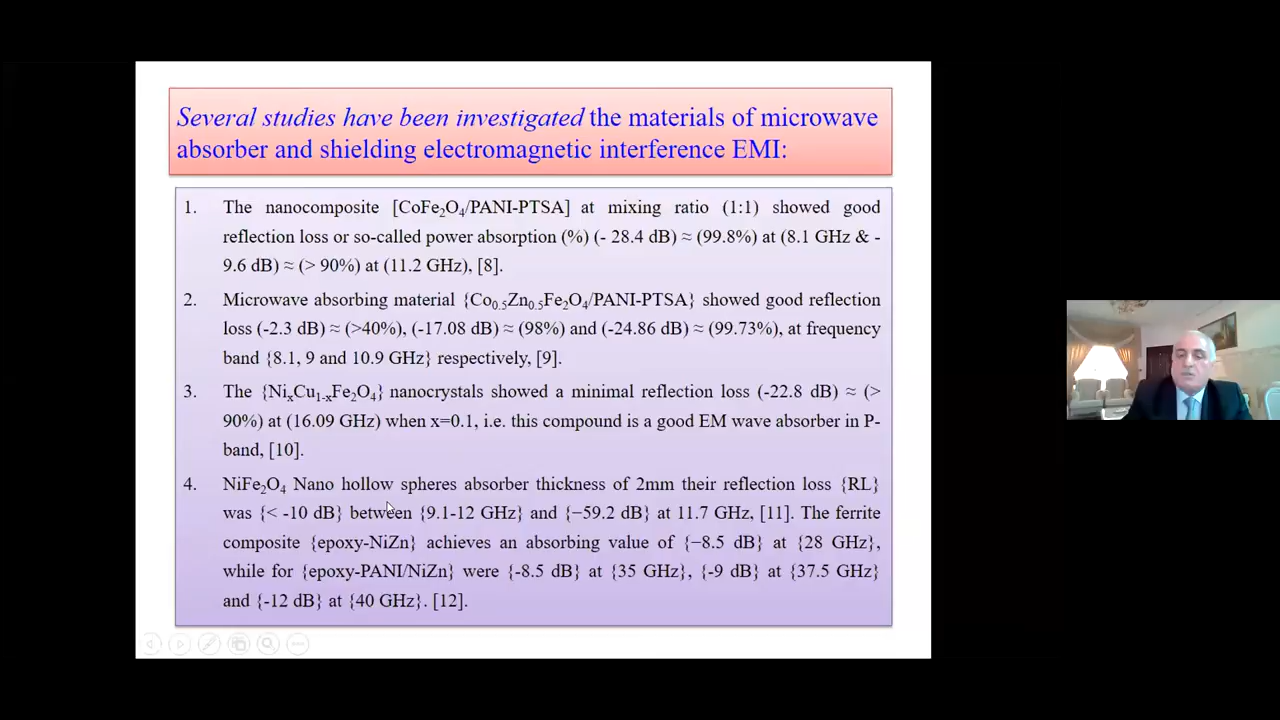 Several studies have been investigated the materials of microwave
absorber and shielding electromagnetic interference EMI:
1. The nanocomposite [CoFe₂O₄/PANI-PTSA] at mixing ratio (1:1) showed good
reflection loss or so-called power absorption (%) (- 28.4 dB) ≈ (99.8%) at (8.1 GHz & -
9.6 dB) ≈ (> 90%) at (11.2 GHz), [8].
2. Microwave absorbing material {Co₀.₅Zn₀.₅Fe₂O₄/PANI-PTSA} showed good reflection
loss (-2.3 dB) ≈ (>40%), (-17.08 dB) ≈ (98%) and (-24.86 dB) ≈ (99.73%), at frequency
band {8.1, 9 and 10.9 GHz} respectively, [9].
3. The {NiₓCu₁₋ₓFe₂O₄} nanocrystals showed a minimal reflection loss (-22.8 dB) ≈ (>
90%) at (16.09 GHz) when x=0.1, i.e. this compound is a good EM wave absorber in P-
band, [10].
4. NiFe₂O₄ Nano hollow spheres absorber thickness of 2mm their reflection loss {RL}
was {< -10 dB} between {9.1-12 GHz} and {−59.2 dB} at 11.7 GHz, [11]. The ferrite
composite {epoxy-NiZn} achieves an absorbing value of {−8.5 dB} at {28 GHz},
while for {epoxy-PANI/NiZn} were {-8.5 dB} at {35 GHz}, {-9 dB} at {37.5 GHz}
and {-12 dB} at {40 GHz}. [12].